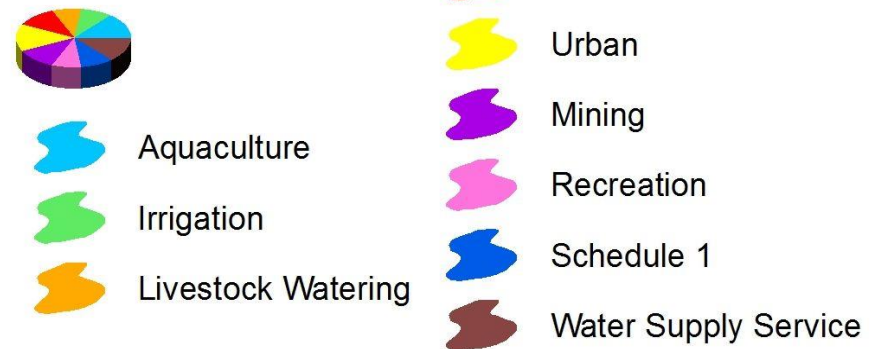 Aquaculture
Irrigation
Livestock Watering
Urban
Mining
Recreation
Schedule 1
Water Supply Service